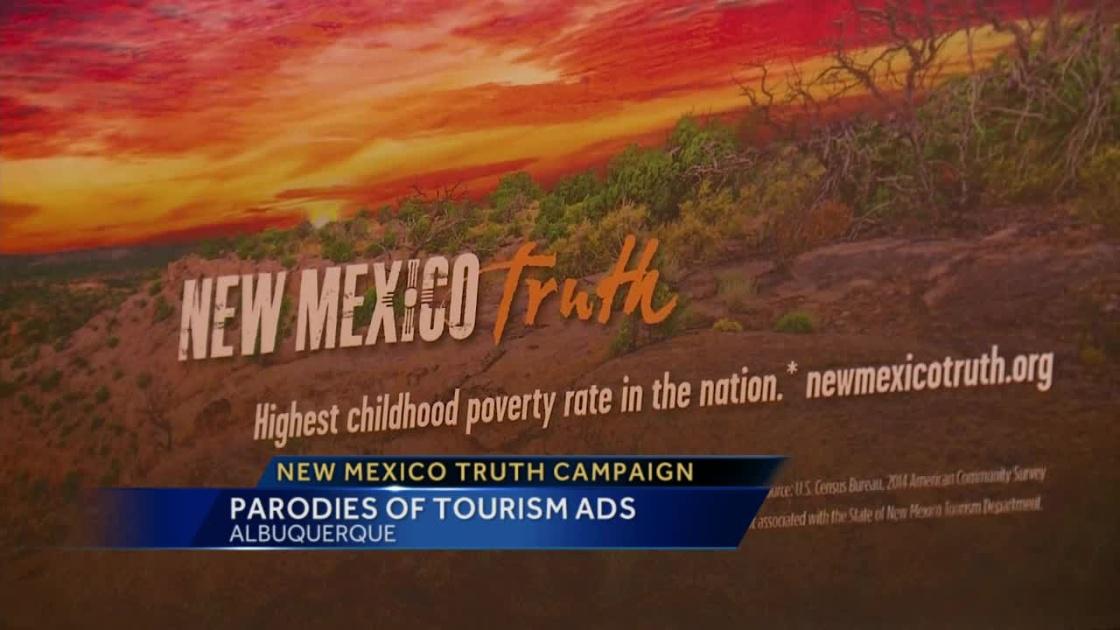 NEW MEXICO Truth
Highest childhood poverty rate in the nation.* newmexicotruth.org
U.S. Census Bureau, 2014 American Community Survey
associated with the State of New Mexico Tourism Department.
NEW MEXICO TRUTH CAMPAIGN
PARODIES OF TOURISM ADS
ALBUQUERQUE